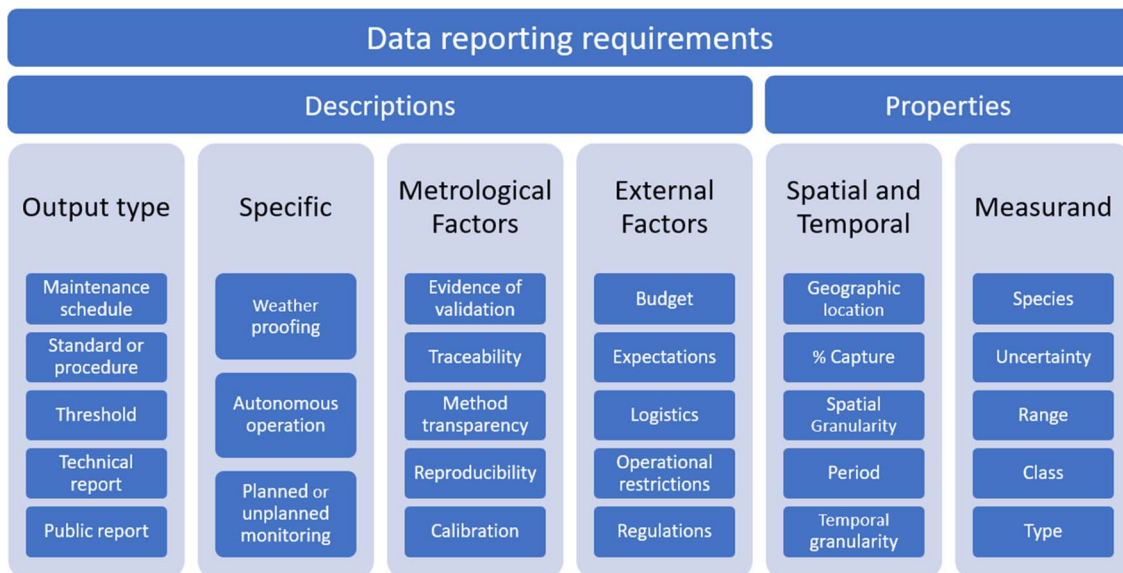 Data reporting requirements
Descriptions
Properties
Output type
Maintenance
schedule
Standard or
procedure
Threshold
Technical
report
Public report
Specific
Weather
proofing
Autonomous
operation
Planned or
unplanned
monitoring
Metrological
Factors
Evidence of
validation
Traceability
Method
transparency
Reproducibility
Calibration
External
Factors
Budget
Expectations
Logistics
Operational
restrictions
Regulations
Spatial and
Temporal
Geographic
location
% Capture
Spatial
Granularity
Period
Temporal
granularity
Measurand
Species
Uncertainty
Range
Class
Type